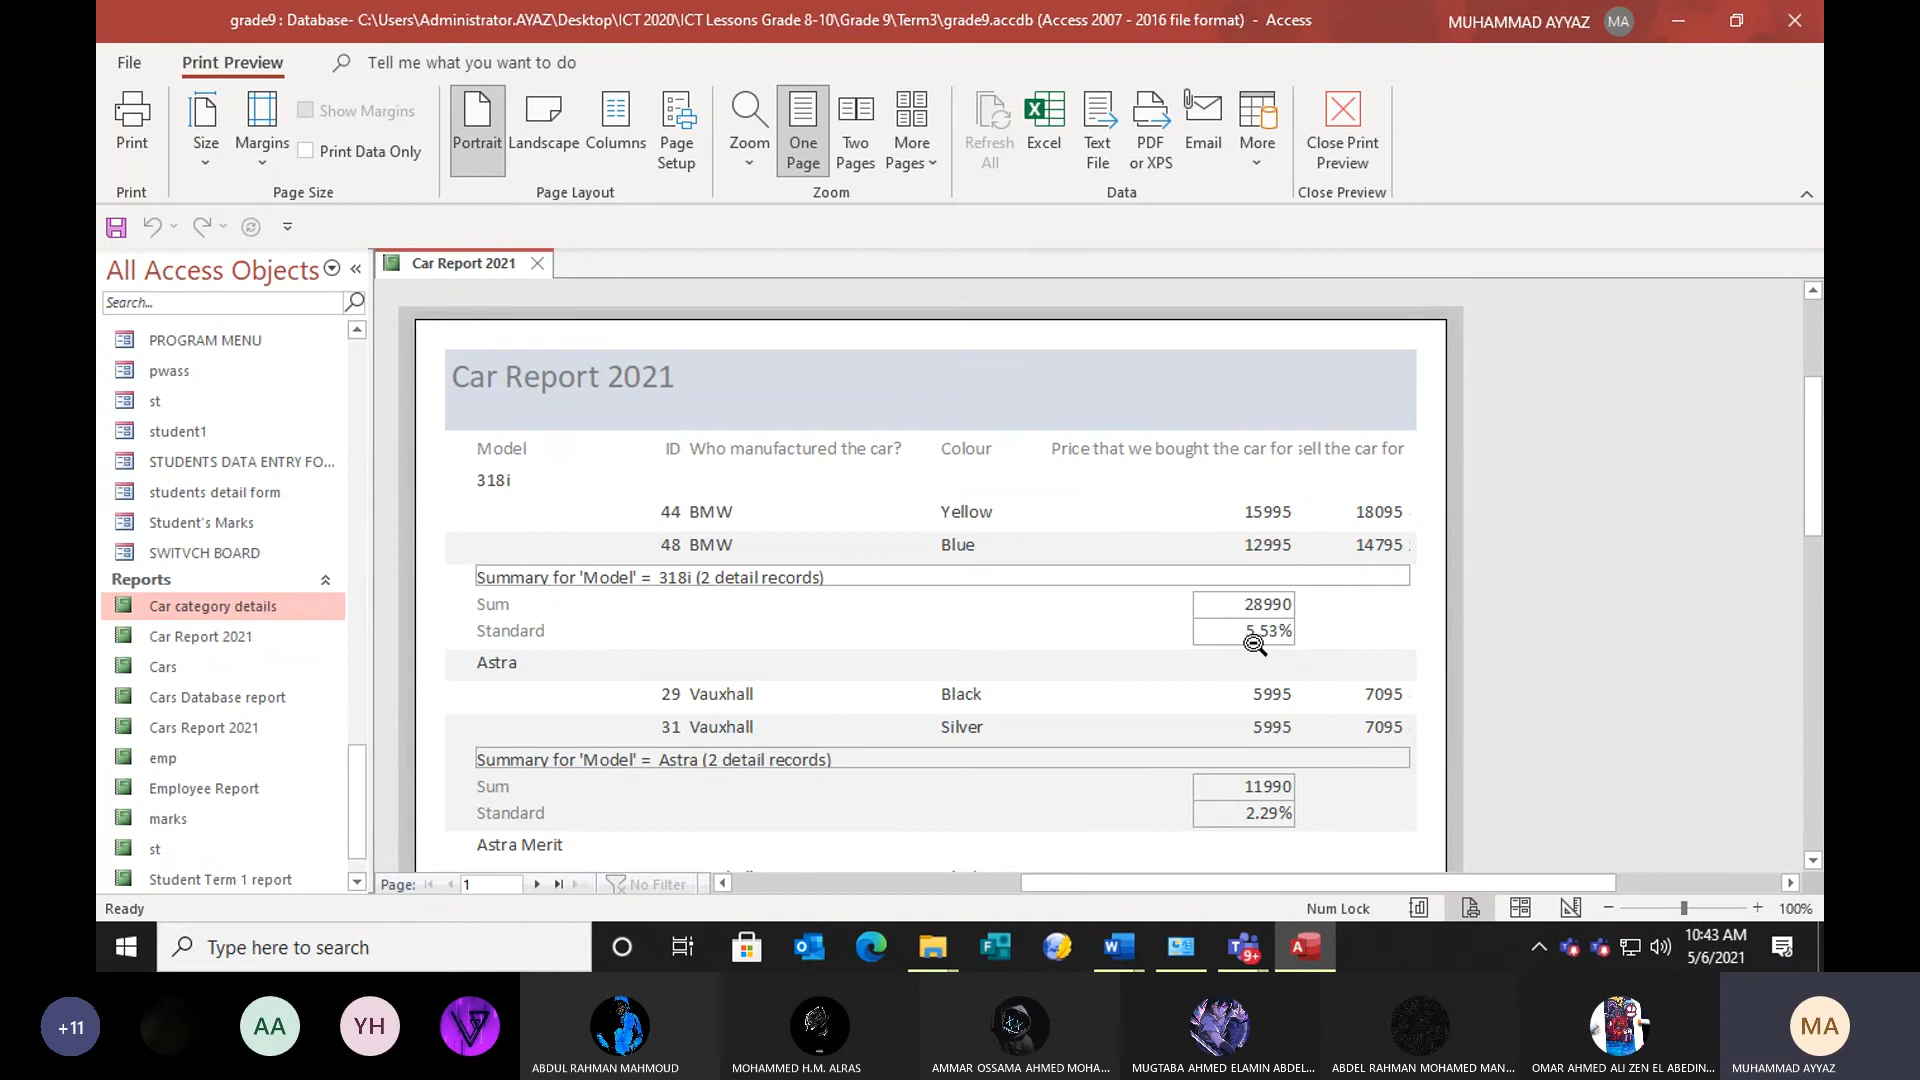 grade9 : Database- C:\Users\Administrator.AYAZ\Desktop\ICT 2020\ICT Lessons Grade 8-10\Grade 9\Term3\grade9.accdb (Access 2007 - 2016 file format) - Access
MUHAMMAD AYYAZ MA
File Print Preview Tell me what you want to do
Print
Size
Margins
Show Margins
Print Data Only
Portrait
Landscape
Columns
Page Setup
Zoom
One Page
Two Pages
More Pages
Refresh All
Excel
Text File
PDF or XPS
Email
More
Close Print Preview
Print Page Size Page Layout Zoom Data Close Preview
All Access Objects
Search...
PROGRAM MENU
pwass
st
student1
STUDENTS DATA ENTRY FO...
students detail form
Student's Marks
SWITVCH BOARD
Reports
Car category details
Car Report 2021
Cars
Cars Database report
Cars Report 2021
emp
Employee Report
marks
st
Student Term 1 report
Car Report 2021
Car Report 2021
Model ID Who manufactured the car? Colour Price that we bought the car for sell the car for
318i
44 BMW Yellow 15995 18095
48 BMW Blue 12995 14795
Summary for 'Model' = 318i (2 detail records)
Sum 28990
Standard 5.53%
Astra
29 Vauxhall Black 5995 7095
31 Vauxhall Silver 5995 7095
Summary for 'Model' = Astra (2 detail records)
Sum 11990
Standard 2.29%
Astra Merit
Page: 1 No Filter
Ready Num Lock 100%
Type here to search
9+
10:43 AM
5/6/2021
+11 AA YH MA
ABDUL RAHMAN MAHMOUD MOHAMMED H.M. ALRAS AMMAR OSSAMA AHMED MOHA... MUGTABA AHMED ELAMIN ABDEL... ABDEL RAHMAN MOHAMED MAN... OMAR AHMED ALI ZEN EL ABEDIN... MUHAMMAD AYYAZ